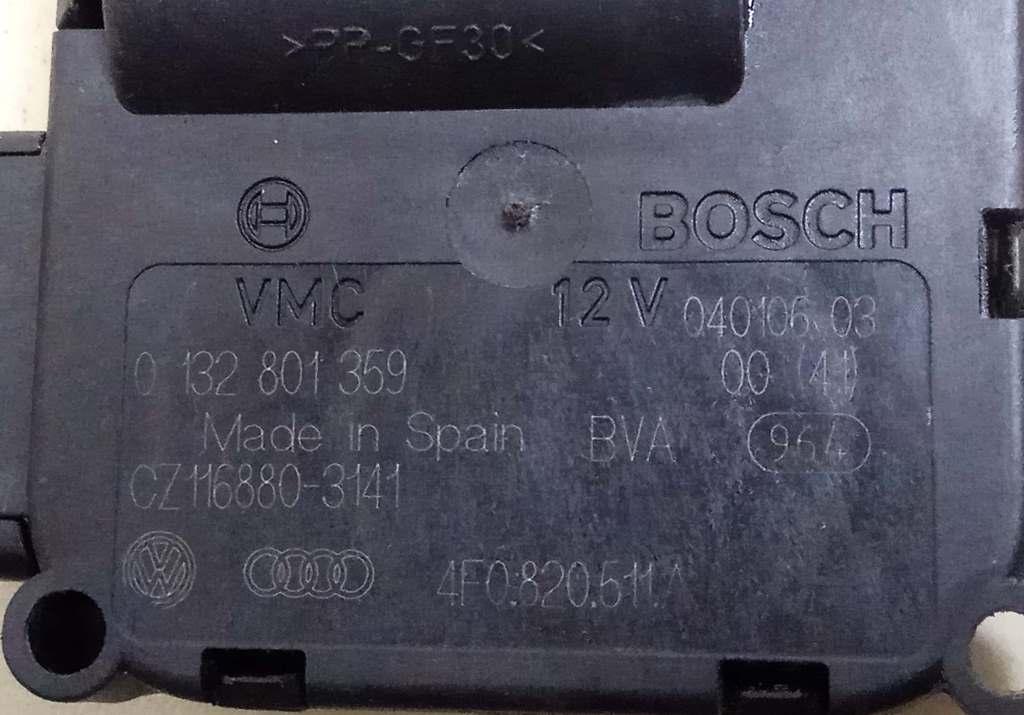 >PP-GF30<
BOSCH
VMC 12 V 040106.03
0 132 801 359 00 (41)
Made in Spain BVA 964
CZ116880-3141
4F0.820.511A